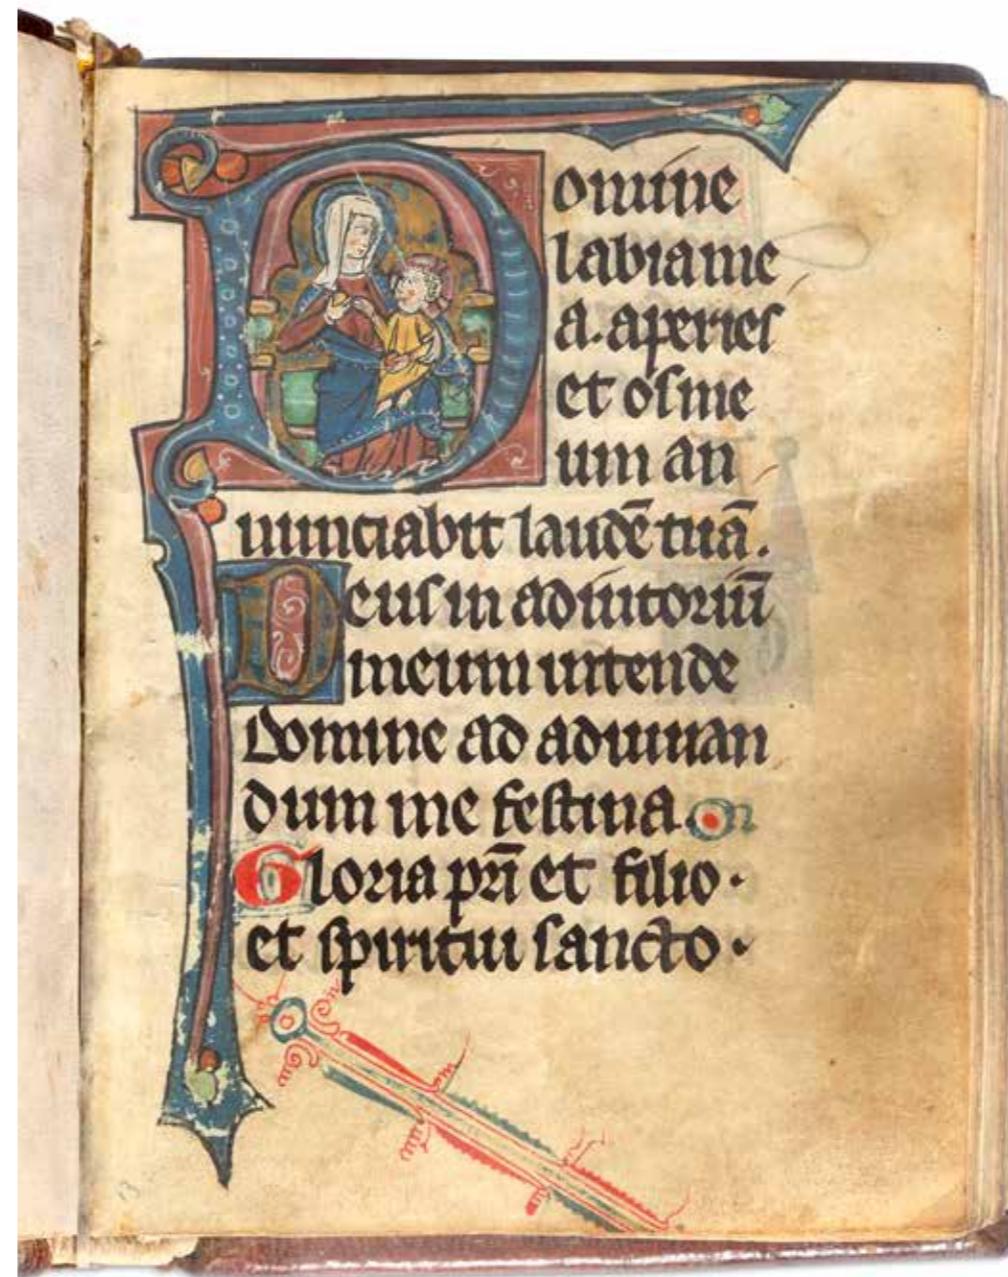 Domine
labia me
a. aperies
et os me
um an
nunciabit laudē tuā.
Deus in adiutoriū
meum intende
Domine ad adiuuan
dum me festina.
Gloria pr̄i et filio.
et spiritui sancto.